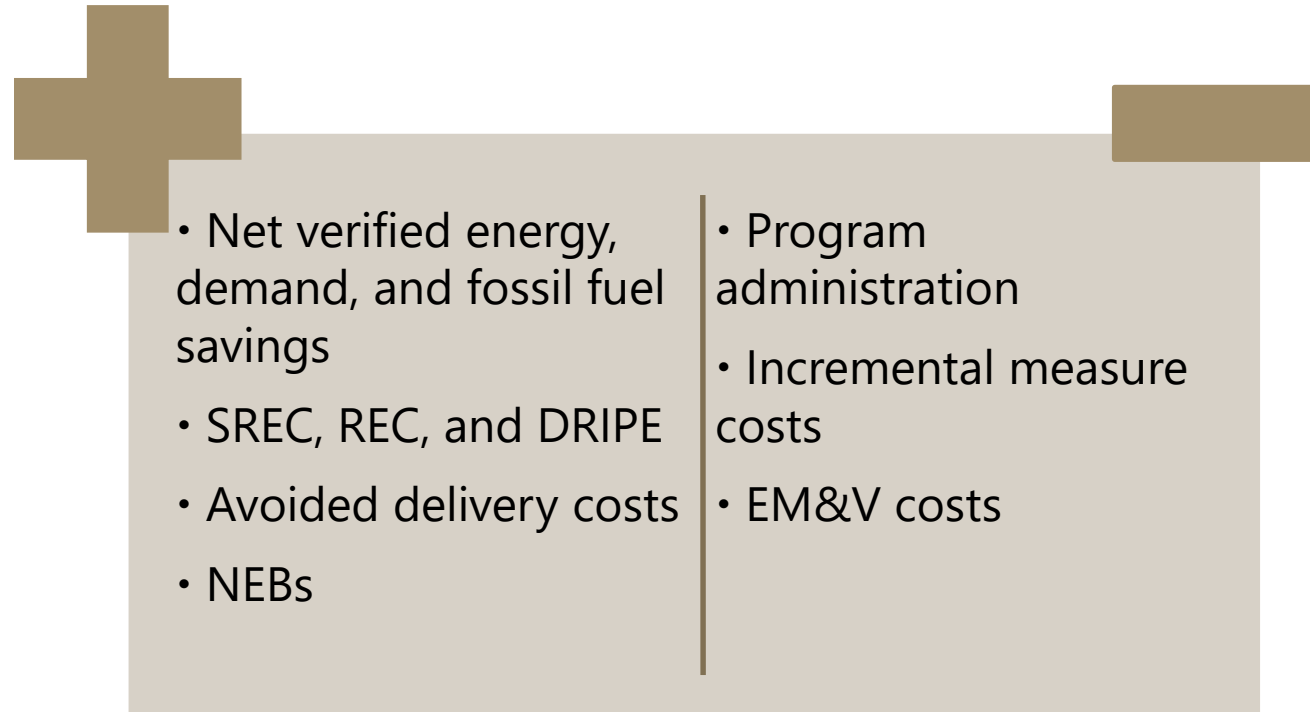 • Net verified energy,
demand, and fossil fuel
savings
• SREC, REC, and DRIPE
• Avoided delivery costs
• NEBs
• Program
administration
• Incremental measure
costs
• EM&V costs